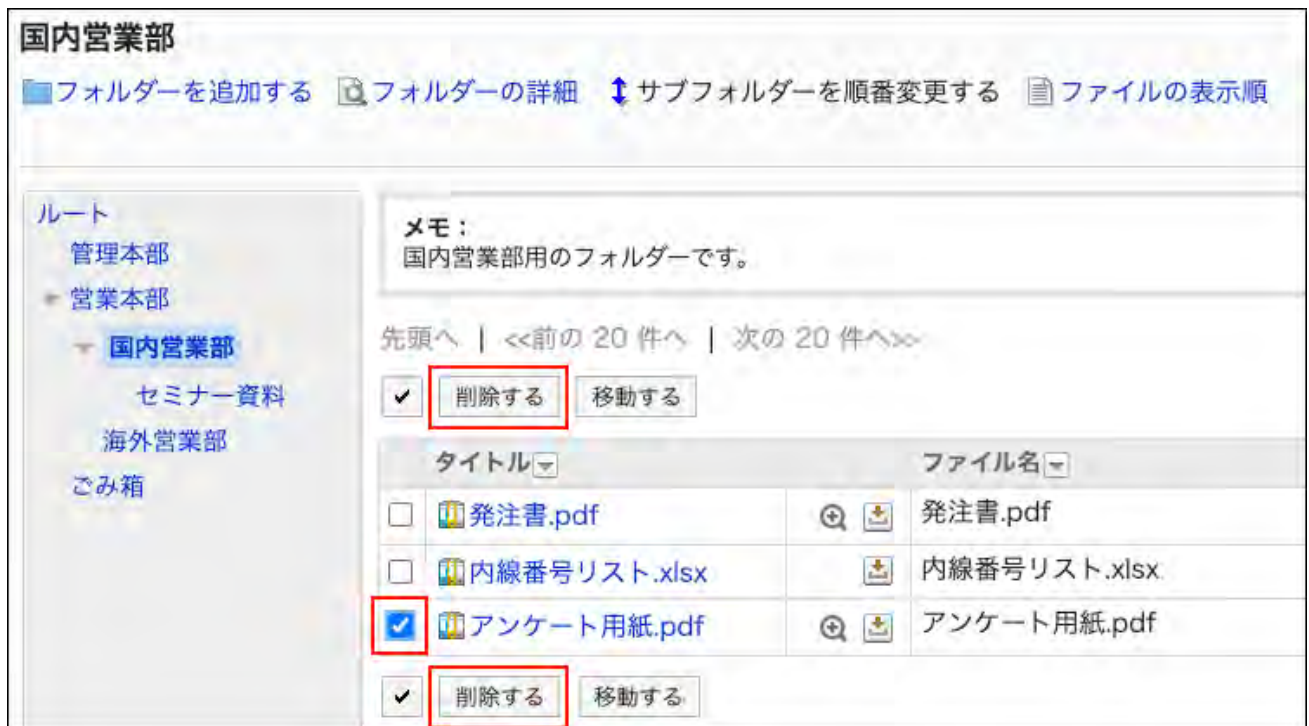 国内営業部
フォルダーを追加する フォルダーの詳細 サブフォルダーを順番変更する ファイルの表示順
ルート
管理本部
営業本部
国内営業部
セミナー資料
海外営業部
ごみ箱
メモ：
国内営業部用のフォルダーです。
先頭へ | <<前の 20 件へ | 次の 20 件へ>>
削除する 移動する
タイトル ファイル名
発注書.pdf 発注書.pdf
内線番号リスト.xlsx 内線番号リスト.xlsx
アンケート用紙.pdf アンケート用紙.pdf
削除する 移動する